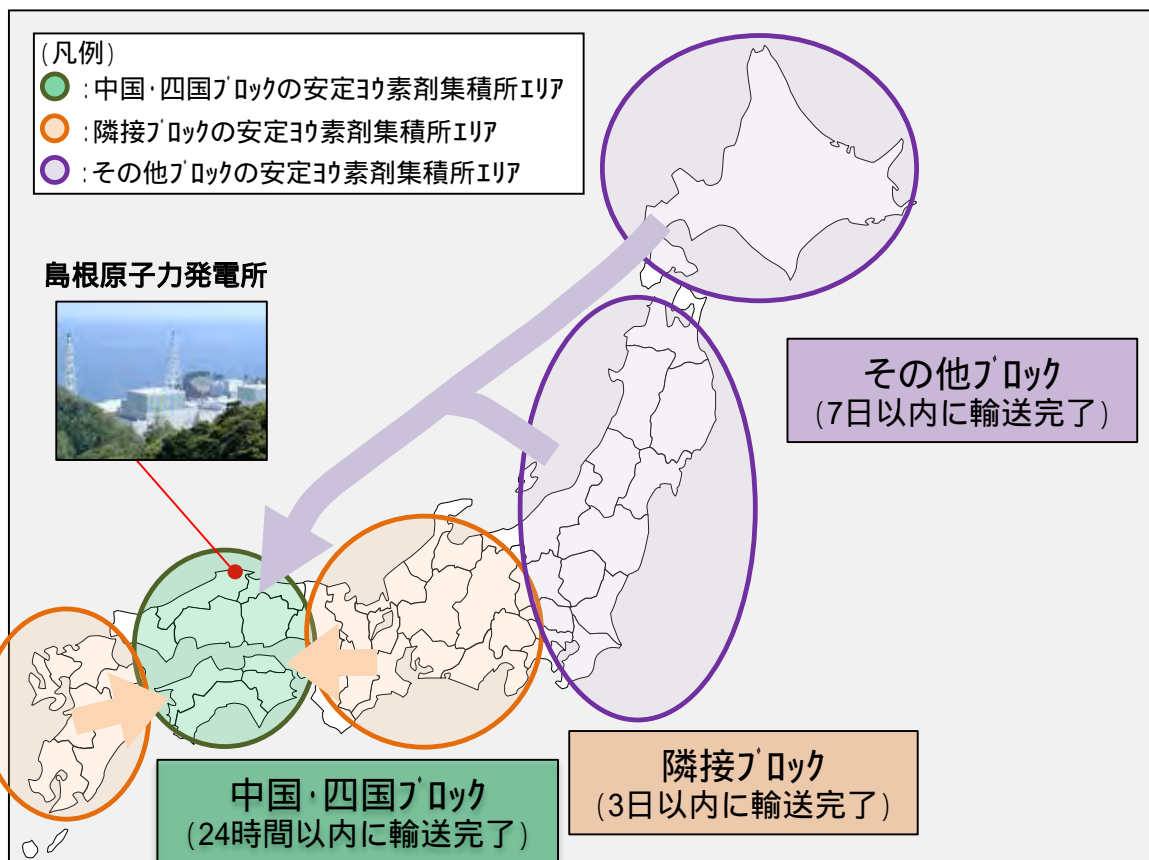 (凡例)
:中国･四国ﾌﾞﾛｯｸの安定ﾖｳ素剤集積所ｴﾘｱ
:隣接ﾌﾞﾛｯｸの安定ﾖｳ素剤集積所ｴﾘｱ
:その他ﾌﾞﾛｯｸの安定ﾖｳ素剤集積所ｴﾘｱ
島根原子力発電所
その他ﾌﾞﾛｯｸ
(7日以内に輸送完了)
隣接ﾌﾞﾛｯｸ
(3日以内に輸送完了)
中国･四国ﾌﾞﾛｯｸ
(24時間以内に輸送完了)